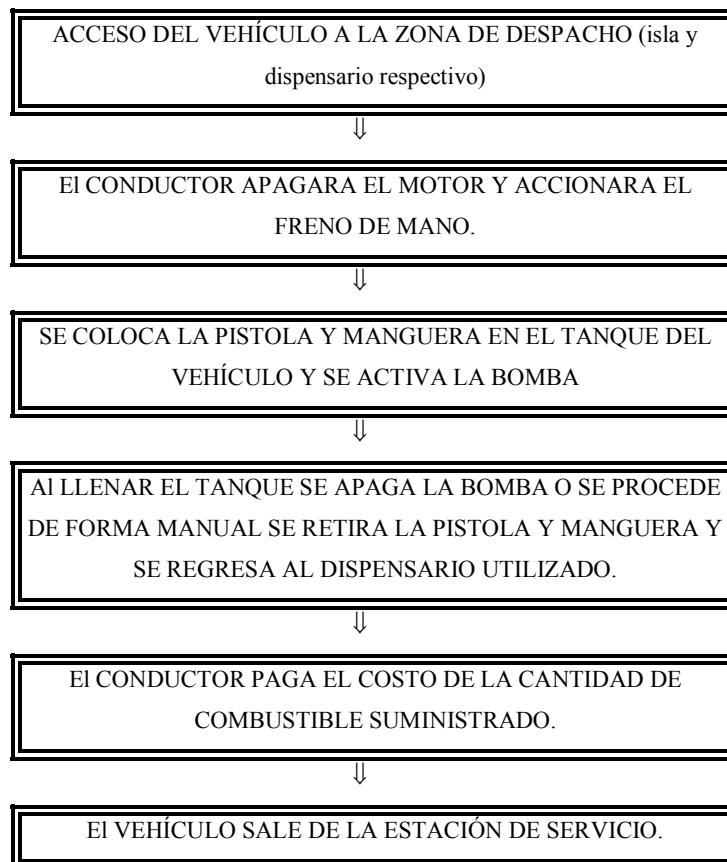 ACCESO DEL VEHÍCULO A LA ZONA DE DESPACHO (isla y
dispensario respectivo)
⇓
El CONDUCTOR APAGARA EL MOTOR Y ACCIONARA EL
FRENO DE MANO.
⇓
SE COLOCA LA PISTOLA Y MANGUERA EN EL TANQUE DEL
VEHÍCULO Y SE ACTIVA LA BOMBA
⇓
Al LLENAR EL TANQUE SE APAGA LA BOMBA O SE PROCEDE
DE FORMA MANUAL SE RETIRA LA PISTOLA Y MANGUERA Y
SE REGRESA AL DISPENSARIO UTILIZADO.
⇓
El CONDUCTOR PAGA EL COSTO DE LA CANTIDAD DE
COMBUSTIBLE SUMINISTRADO.
⇓
El VEHÍCULO SALE DE LA ESTACIÓN DE SERVICIO.